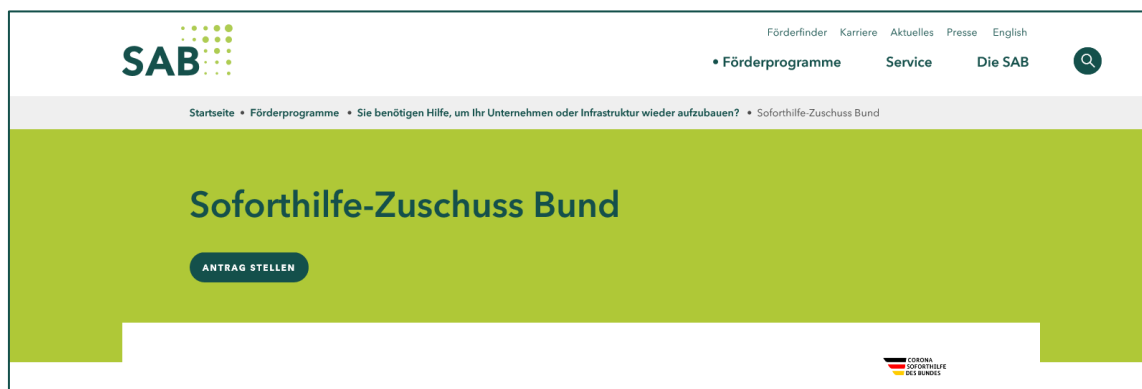 SAB
Förderfinder Karriere Aktuelles Presse English
• Förderprogramme Service Die SAB
Startseite • Förderprogramme • Sie benötigen Hilfe, um Ihr Unternehmen oder Infrastruktur wieder aufzubauen? • Soforthilfe-Zuschuss Bund
Soforthilfe-Zuschuss Bund
ANTRAG STELLEN
CORONA
SOFORTHILFE
DES BUNDES